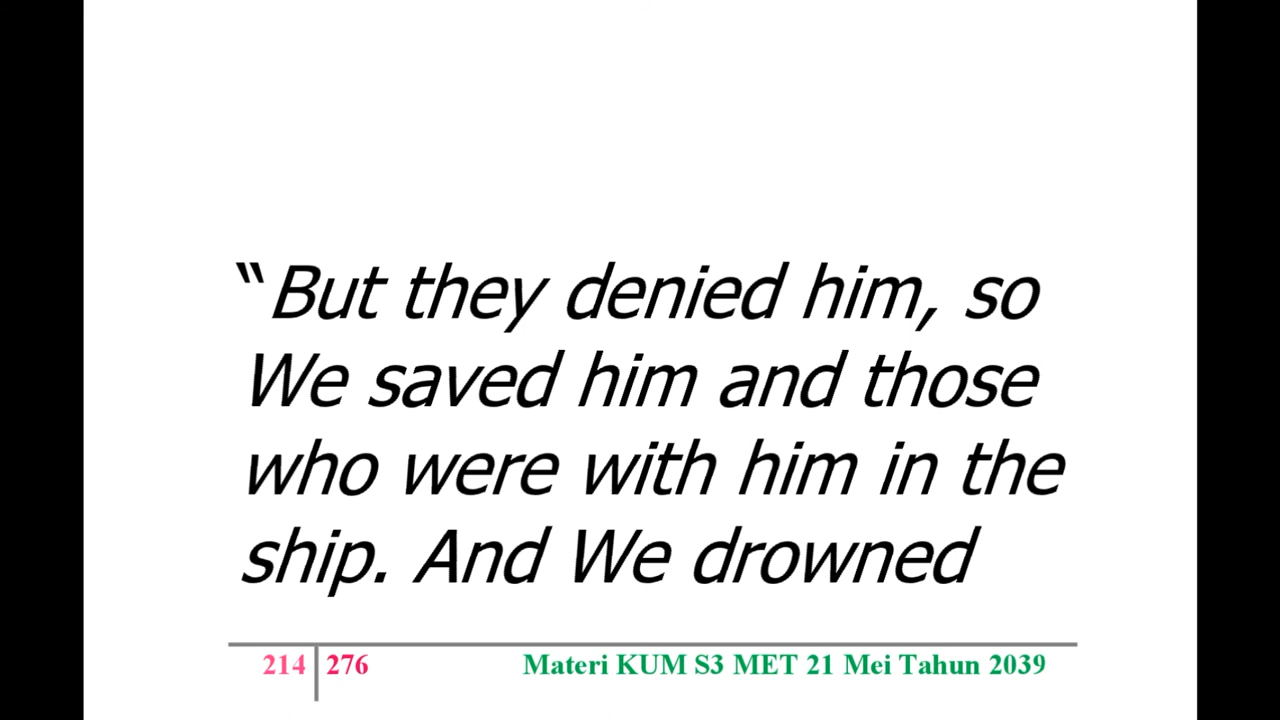 “But they denied him, so
We saved him and those
who were with him in the
ship. And We drowned
214 276 Materi KUM S3 MET 21 Mei Tahun 2039